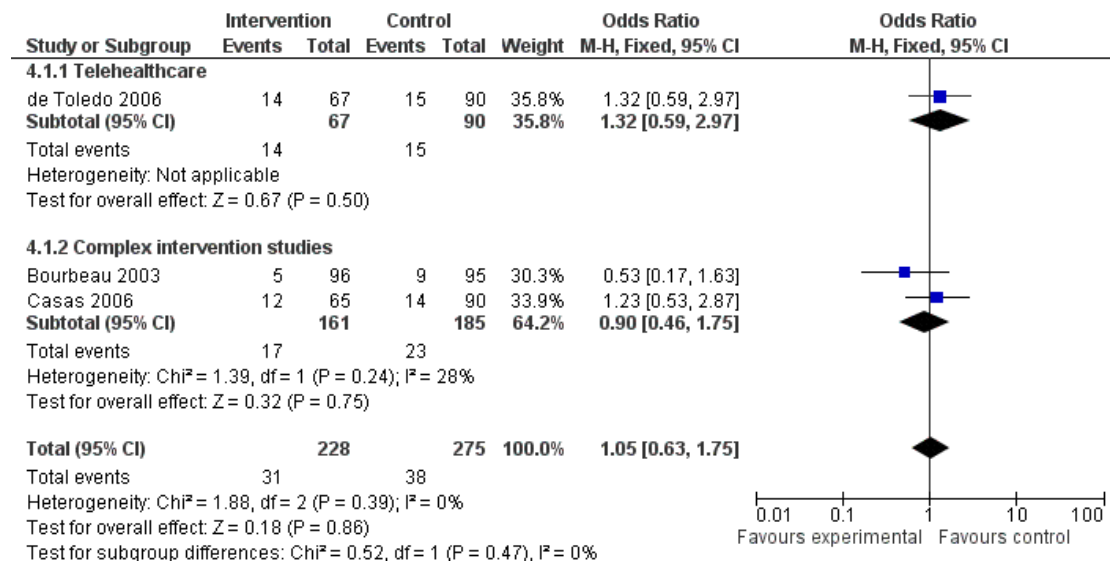 Intervention Control Odds Ratio Odds Ratio
Study or Subgroup Events Total Events Total Weight M-H, Fixed, 95% CI M-H, Fixed, 95% CI
4.1.1 Telehealthcare
de Toledo 2006 14 67 15 90 35.8% 1.32 [0.59, 2.97]
Subtotal (95% CI) 67 90 35.8% 1.32 [0.59, 2.97]
Total events 14 15
Heterogeneity: Not applicable
Test for overall effect: Z = 0.67 (P = 0.50)
4.1.2 Complex intervention studies
Bourbeau 2003 5 96 9 95 30.3% 0.53 [0.17, 1.63]
Casas 2006 12 65 14 90 33.9% 1.23 [0.53, 2.87]
Subtotal (95% CI) 161 185 64.2% 0.90 [0.46, 1.75]
Total events 17 23
Heterogeneity: Chi² = 1.39, df = 1 (P = 0.24); I² = 28%
Test for overall effect: Z = 0.32 (P = 0.75)
Total (95% CI) 228 275 100.0% 1.05 [0.63, 1.75]
Total events 31 38
Heterogeneity: Chi² = 1.88, df = 2 (P = 0.39); I² = 0%
Test for overall effect: Z = 0.18 (P = 0.86)
Test for subgroup differences: Chi² = 0.52, df = 1 (P = 0.47), I² = 0%
0.01 0.1 1 10 100
Favours experimental Favours control